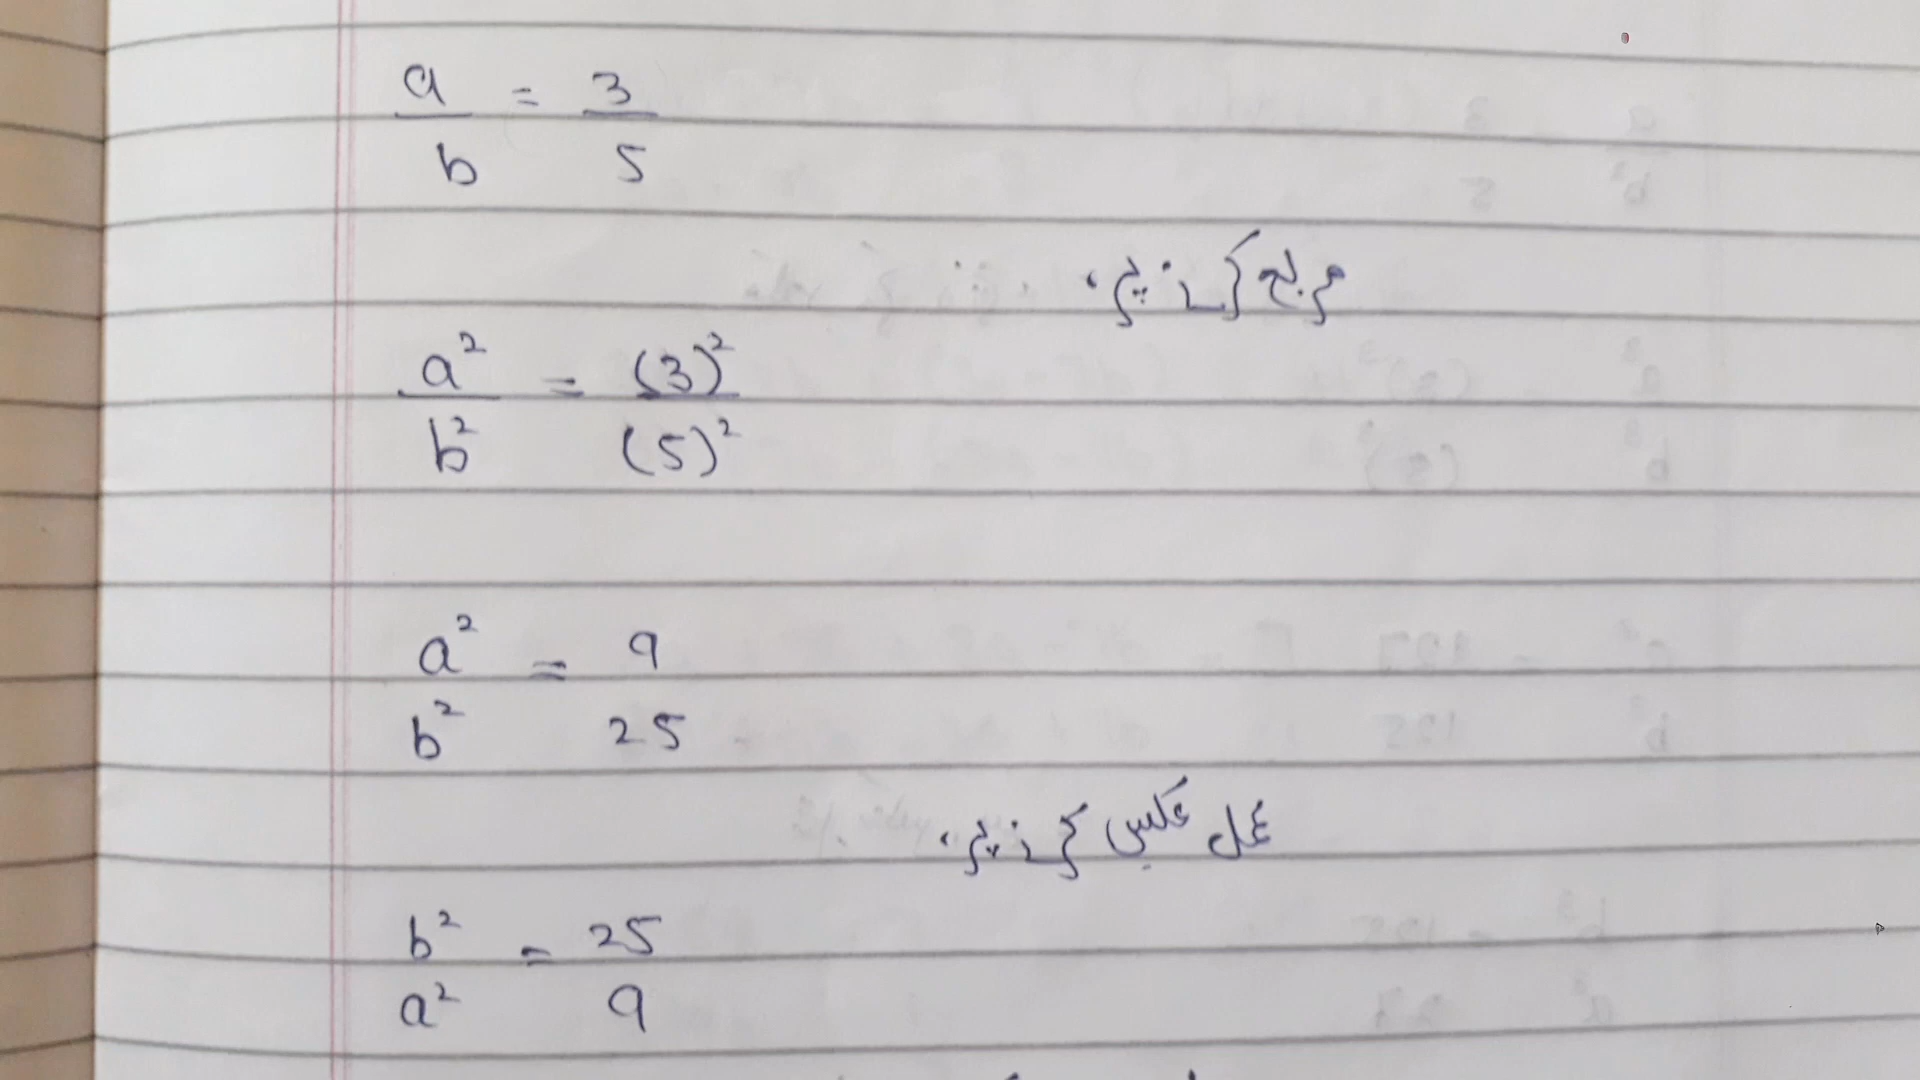 a = 3
b 5
مربع کرنے پر،
a² = (3)²
b² (5)²
a² = 9
b² 25
عمل عکس کرنے پر،
b² = 25
a² 9